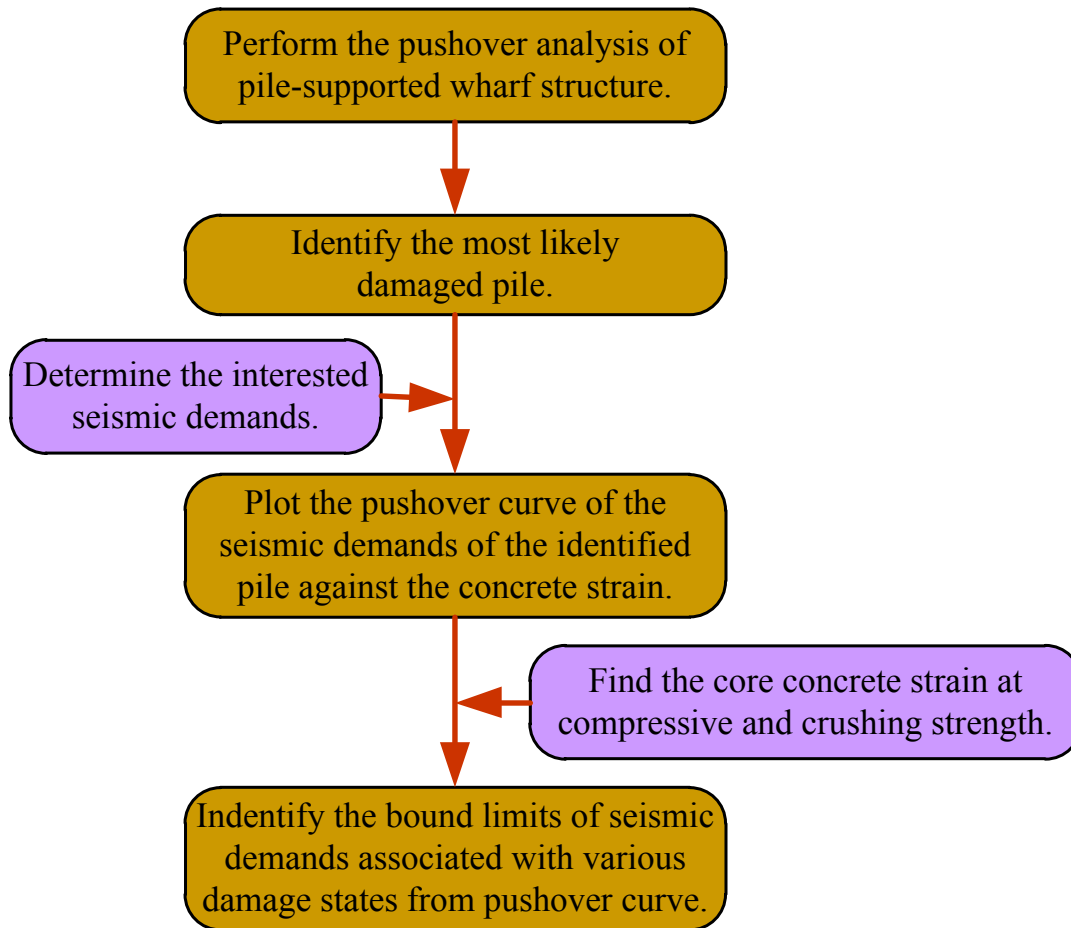 Perform the pushover analysis of
pile-supported wharf structure.
Identify the most likely
damaged pile.
Determine the interested
seismic demands.
Plot the pushover curve of the
seismic demands of the identified
pile against the concrete strain.
Find the core concrete strain at
compressive and crushing strength.
Indentify the bound limits of seismic
demands associated with various
damage states from pushover curve.